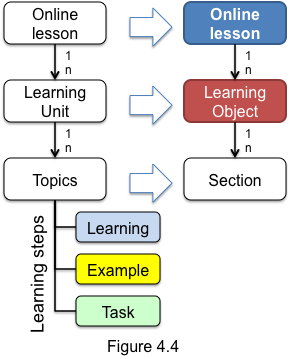 Online
lesson
Online
lesson
1
n
1
n
Learning
Unit
Learning
Object
1
n
1
n
Topics
Section
Learning steps
Learning
Example
Task
Figure 4.4